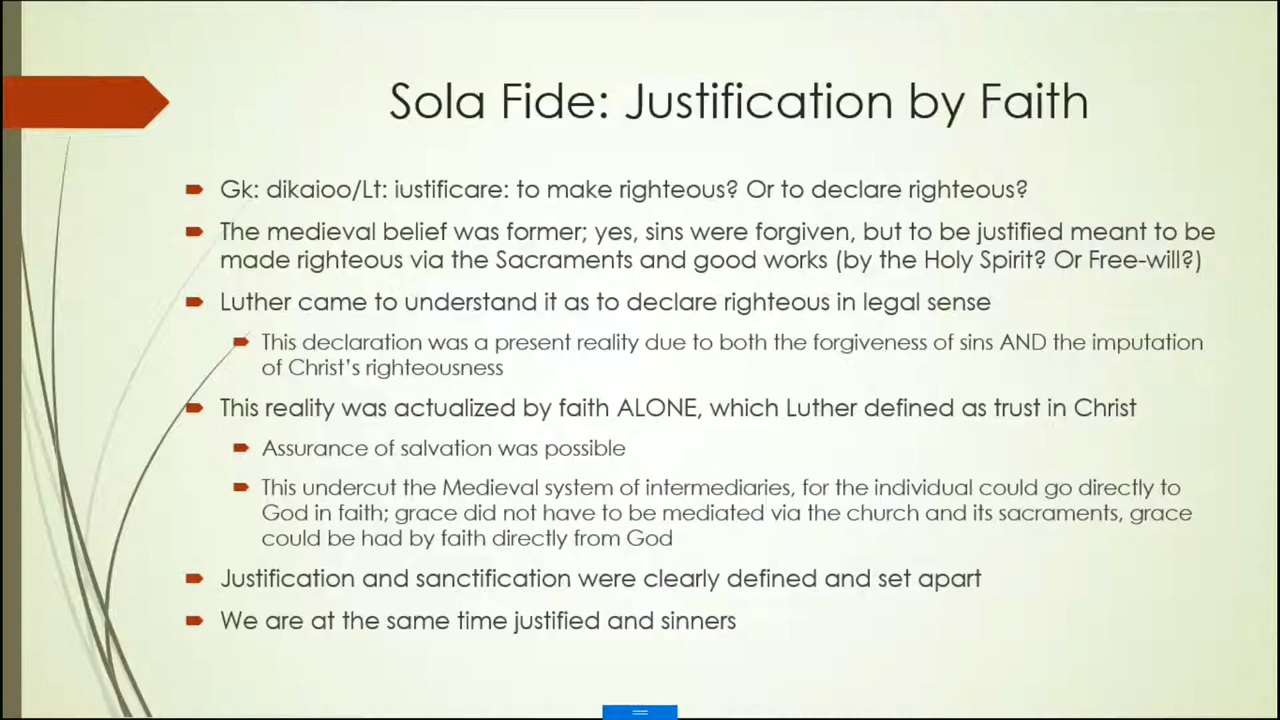 Sola Fide: Justification by Faith
Gk: dikaioo/Lt: iustificare: to make righteous? Or to declare righteous?
The medieval belief was former; yes, sins were forgiven, but to be justified meant to be
made righteous via the Sacraments and good works (by the Holy Spirit? Or Free-will?)
Luther came to understand it as to declare righteous in legal sense
This declaration was a present reality due to both the forgiveness of sins AND the imputation
of Christ's righteousness
This reality was actualized by faith ALONE, which Luther defined as trust in Christ
Assurance of salvation was possible
This undercut the Medieval system of intermediaries, for the individual could go directly to
God in faith; grace did not have to be mediated via the church and its sacraments, grace
could be had by faith directly from God
Justification and sanctification were clearly defined and set apart
We are at the same time justified and sinners